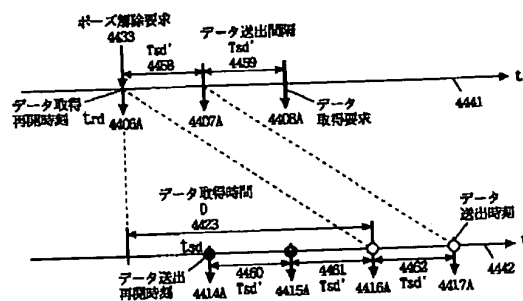 ポーズ解除要求
4433
Tsd' データ送出間隔
4458 Tsd'
4459
t
データ取得
再開時刻 trd
4406A 4407A 4408A データ
取得要求
4441
データ取得時間
D
4423
データ
送出時刻
tsd
t
データ送出
再開時刻
4414A 4460
Tsd'
4415A 4461
Tsd'
4416A 4462
Tsd'
4417A
4442